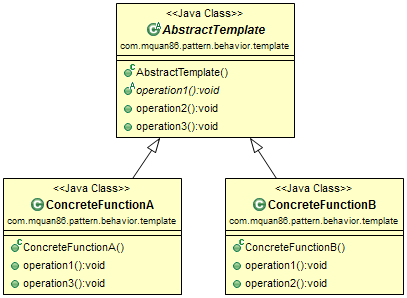 <<Java Class>>
AbstractTemplate
com.mquan86.pattern.behavior.template
AbstractTemplate()
operation1():void
operation2():void
operation3():void
<<Java Class>>
ConcreteFunctionA
com.mquan86.pattern.behavior.template
ConcreteFunctionA()
operation1():void
operation3():void
<<Java Class>>
ConcreteFunctionB
com.mquan86.pattern.behavior.template
ConcreteFunctionB()
operation1():void
operation2():void